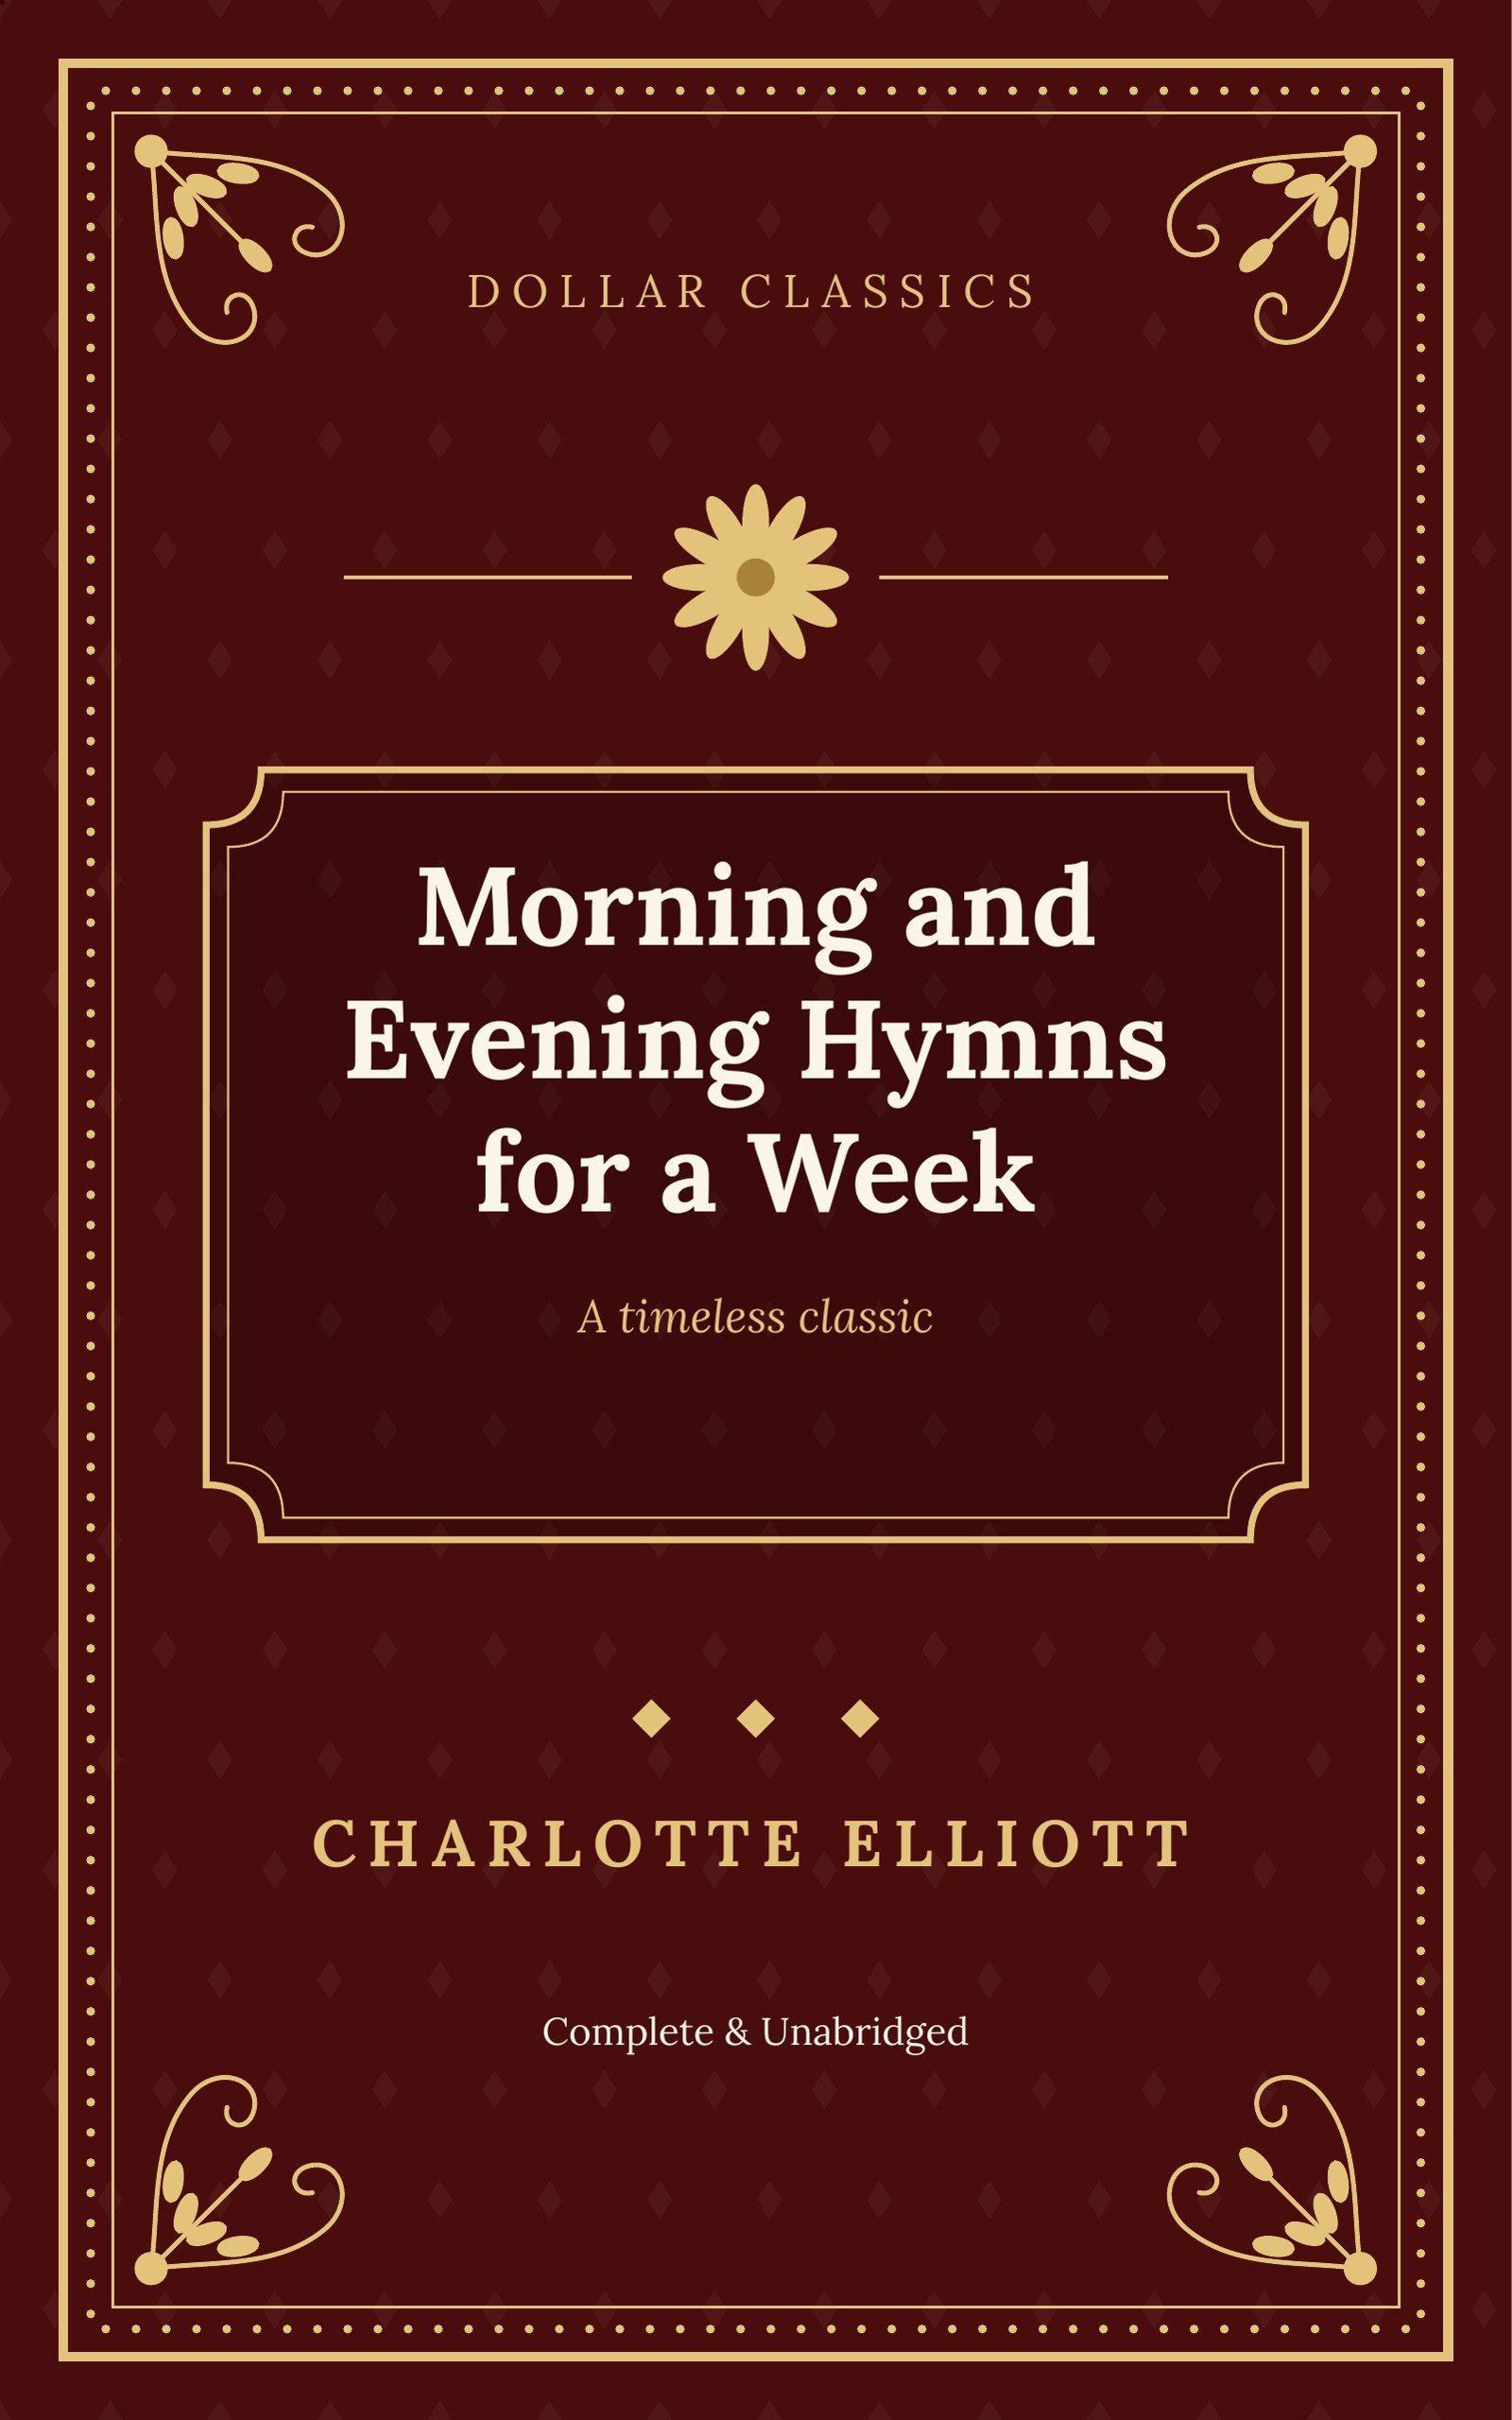 DOLLAR CLASSICS
Morning and
Evening Hymns
for a Week
A timeless classic
CHARLOTTE ELLIOTT
Complete & Unabridged